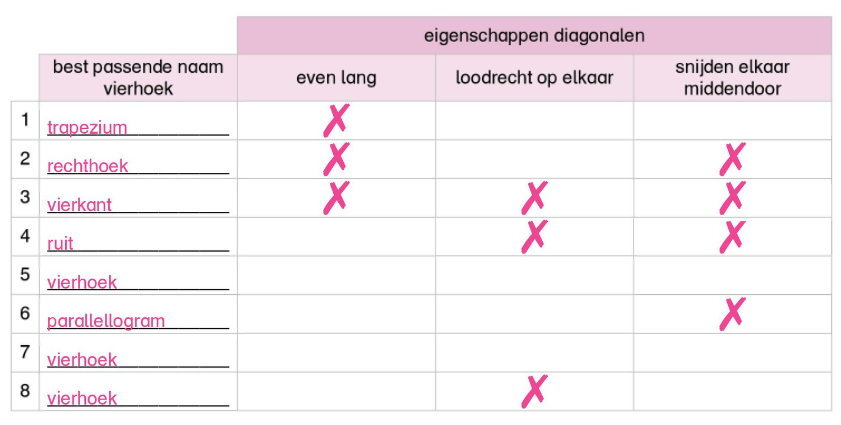 eigenschappen diagonalen
best passende naam vierhoek even lang loodrecht op elkaar snijden elkaar middendoor
1 trapezium ✗
2 rechthoek ✗ ✗
3 vierkant ✗ ✗ ✗
4 ruit ✗ ✗
5 vierhoek
6 parallellogram ✗
7 vierhoek
8 vierhoek ✗